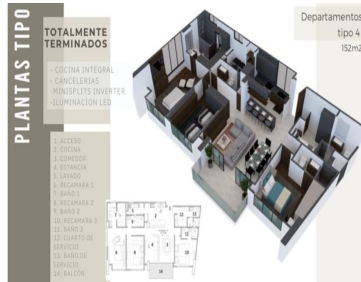 PLANTAS TIPO
TOTALMENTE
TERMINADOS
- COCINA INTEGRAL
- CANCELERIAS
-MINISPLITS INVERTER
-ILUMINACION LED
Departamentos
tipo 4
152m2
1. ACCESO
2. COCINA
3. COMEDOR
4. ESTANCIA
5. LAVADO
6. RECAMARA 1
7. BAÑO 1
8. RECAMARA 2
9. BAÑO 2
10. RECAMARA 3
11. BAÑO 3
12. CUARTO DE
SERVICIO
13. BAÑO DE
SERVICIO
14. BALCÓN